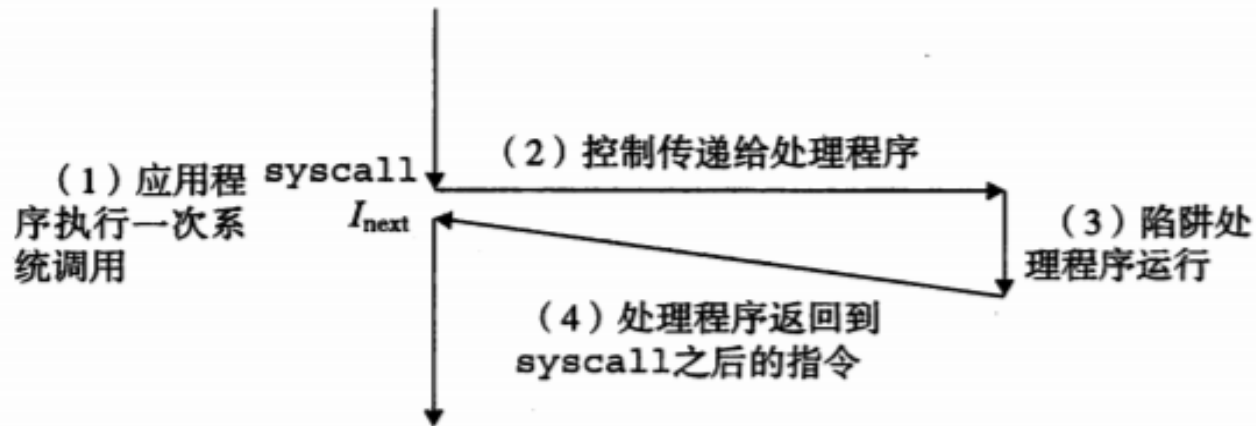 （2）控制传递给处理程序
（1）应用程
syscall
序执行一次系
统调用
I_next
（3）陷阱处
理程序运行
（4）处理程序返回到
syscall之后的指令